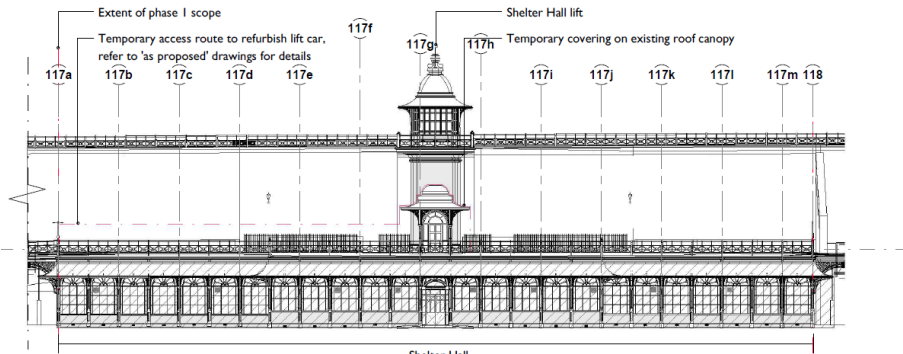 Extent of phase 1 scope
Shelter Hall lift
117f
Temporary access route to refurbish lift car,
refer to 'as proposed' drawings for details
117g
117h
Temporary covering on existing roof canopy
117a
117b
117c
117d
117e
117i
117j
117k
117l
117m
118
Shelter Hall